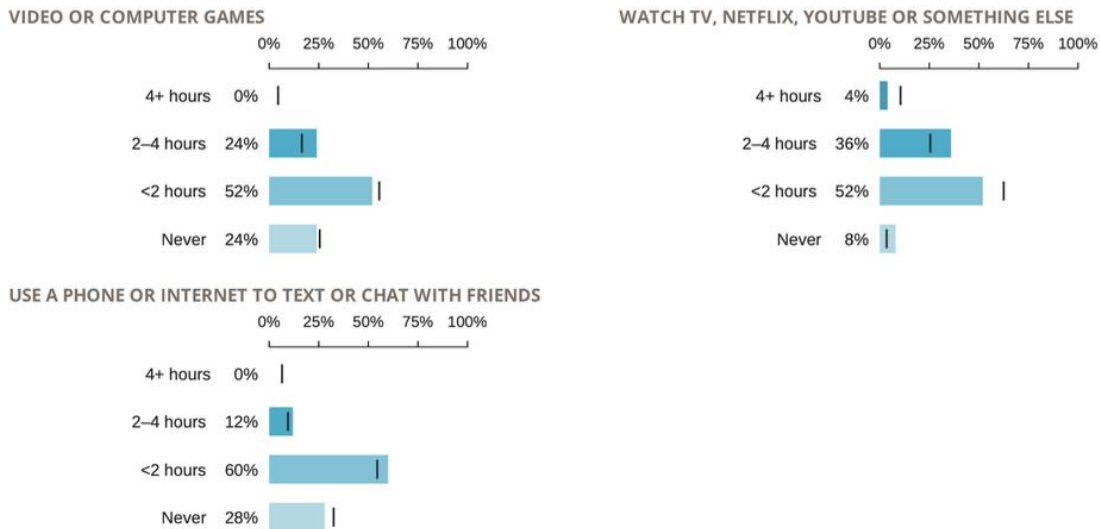 VIDEO OR COMPUTER GAMES
0% 25% 50% 75% 100%
4+ hours 0%
2–4 hours 24%
<2 hours 52%
Never 24%
WATCH TV, NETFLIX, YOUTUBE OR SOMETHING ELSE
0% 25% 50% 75% 100%
4+ hours 4%
2–4 hours 36%
<2 hours 52%
Never 8%
USE A PHONE OR INTERNET TO TEXT OR CHAT WITH FRIENDS
0% 25% 50% 75% 100%
4+ hours 0%
2–4 hours 12%
<2 hours 60%
Never 28%